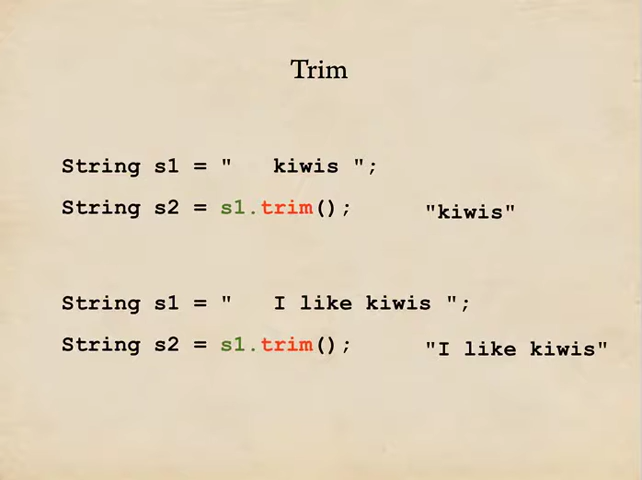 Trim
String s1 = "   kiwis ";
String s2 = s1.trim();    "kiwis"
String s1 = "   I like kiwis ";
String s2 = s1.trim();    "I like kiwis"